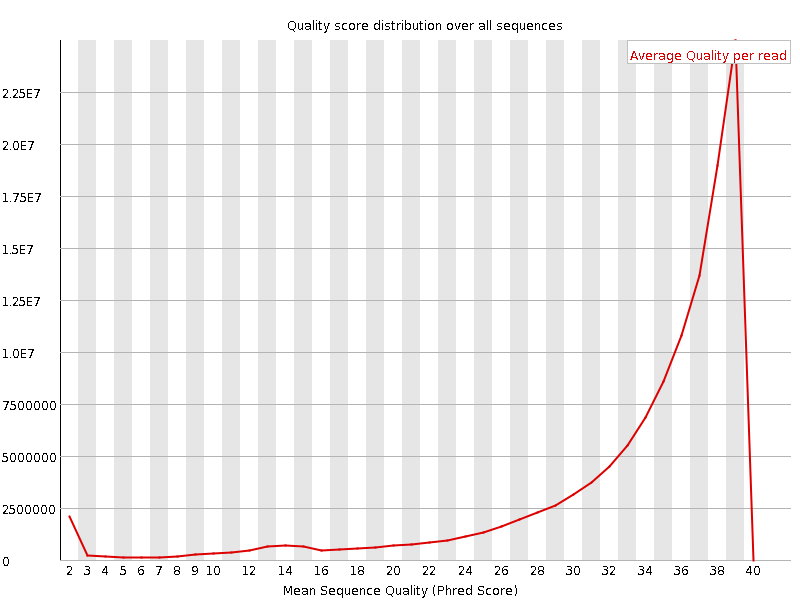 Quality score distribution over all sequences
Average Quality per read
2.25E7
2.0E7
1.75E7
1.5E7
1.25E7
1.0E7
7500000
5000000
2500000
0
2 3 4 5 6 7 8 9 10 12 14 16 18 20 22 24 26 28 30 32 34 36 38 40
Mean Sequence Quality (Phred Score)